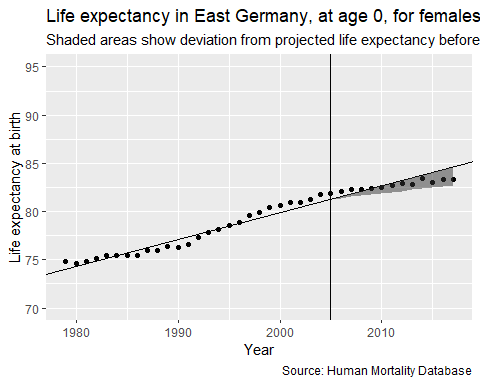 Life expectancy in East Germany, at age 0, for females
Shaded areas show deviation from projected life expectancy before
95
90
85
80
75
70
Life expectancy at birth
1980
1990
2000
2010
Year
Source: Human Mortality Database